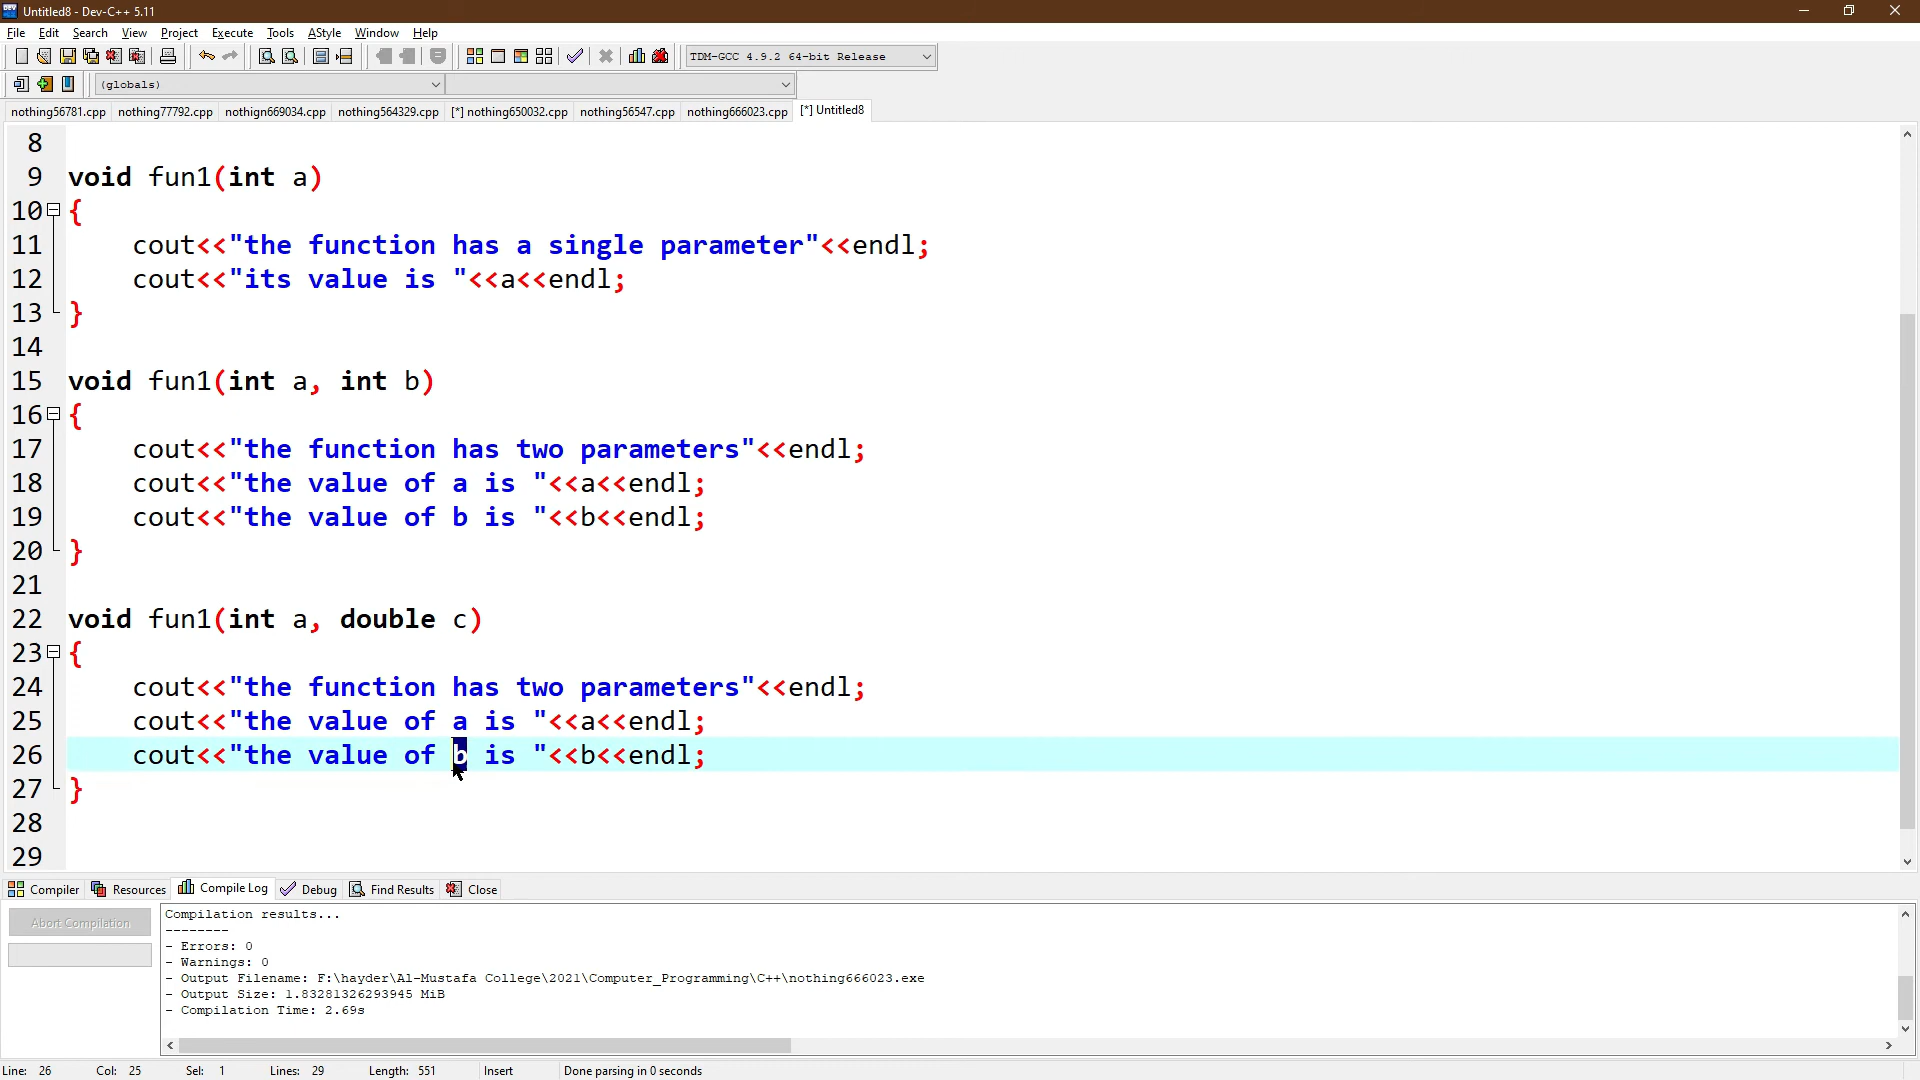 Untitled8 - Dev-C++ 5.11
File Edit Search View Project Execute Tools AStyle Window Help
TDM-GCC 4.9.2 64-bit Release
(globals)
nothing56781.cpp nothing77792.cpp nothign669034.cpp nothing564329.cpp [*] nothing650032.cpp nothing56547.cpp nothing666023.cpp [*] Untitled8
8
9 void fun1(int a)
10 {
11 cout<<"the function has a single parameter"<<endl;
12 cout<<"its value is "<<a<<endl;
13 }
14
15 void fun1(int a, int b)
16 {
17 cout<<"the function has two parameters"<<endl;
18 cout<<"the value of a is "<<a<<endl;
19 cout<<"the value of b is "<<b<<endl;
20 }
21
22 void fun1(int a, double c)
23 {
24 cout<<"the function has two parameters"<<endl;
25 cout<<"the value of a is "<<a<<endl;
26 cout<<"the value of b is "<<b<<endl;
27 }
28
29
Compiler Resources Compile Log Debug Find Results Close
Abort Compilation
Compilation results...
--------
- Errors: 0
- Warnings: 0
- Output Filename: F:\hayder\Al-Mustafa College\2021\Computer_Programming\C++\nothing666023.exe
- Output Size: 1.83281326293945 MiB
- Compilation Time: 2.69s
Line: 26 Col: 25 Sel: 1 Lines: 29 Length: 551 Insert Done parsing in 0 seconds